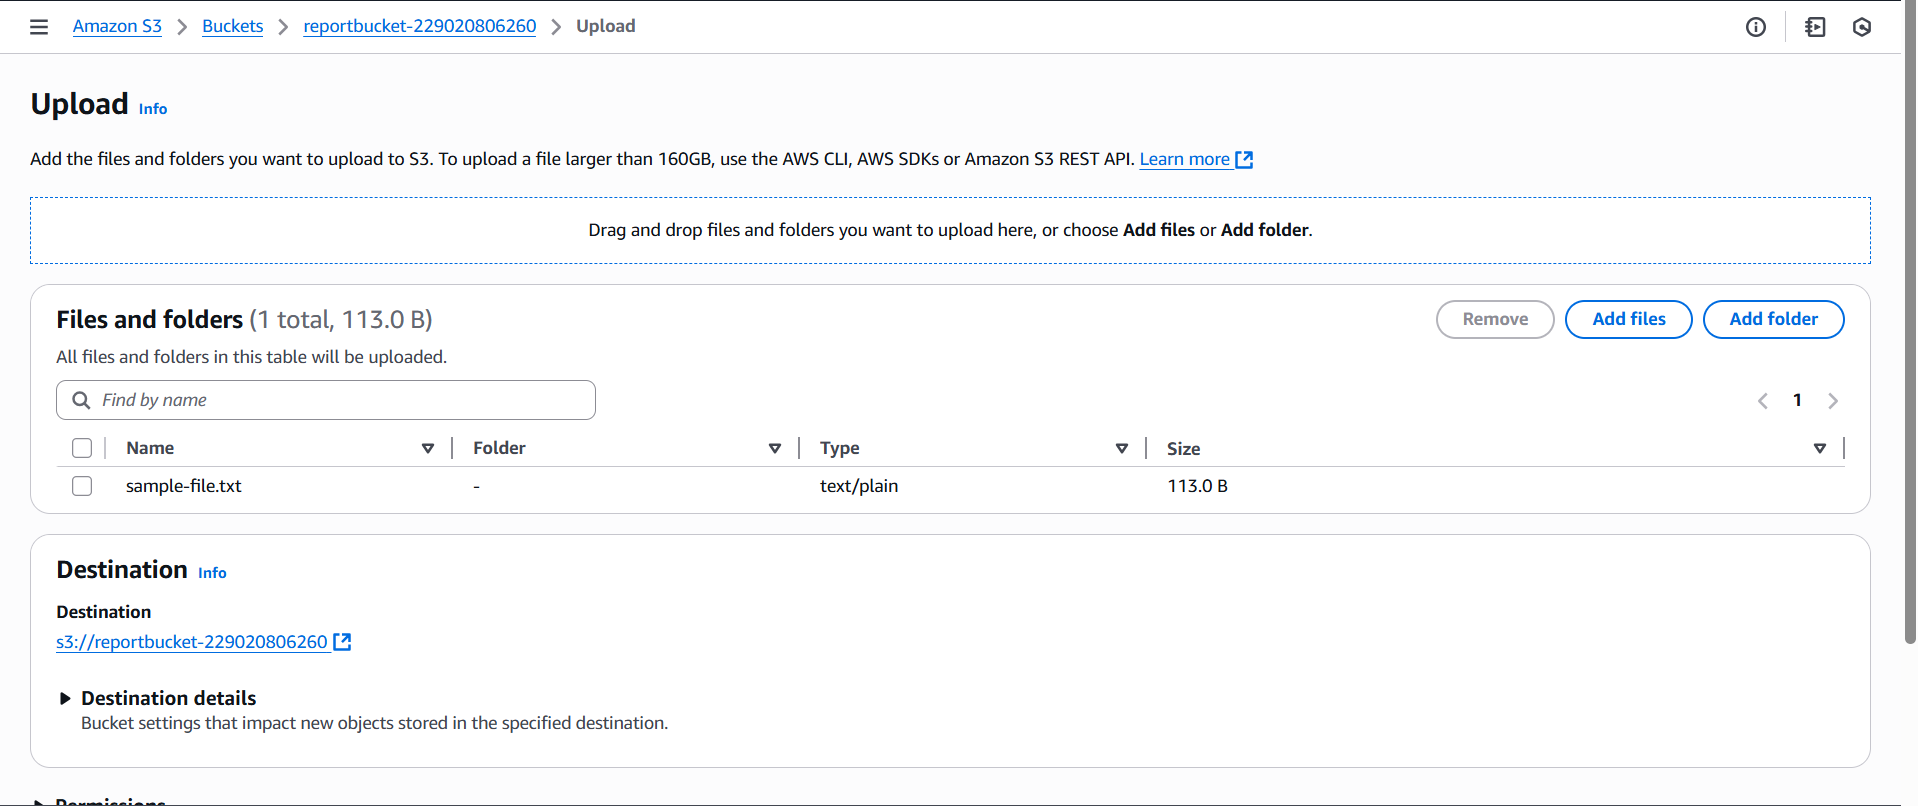 Amazon S3 > Buckets > reportbucket-229020806260 > Upload
Upload Info
Add the files and folders you want to upload to S3. To upload a file larger than 160GB, use the AWS CLI, AWS SDKs or Amazon S3 REST API. Learn more
Drag and drop files and folders you want to upload here, or choose Add files or Add folder.
Files and folders (1 total, 113.0 B)
Remove Add files Add folder
All files and folders in this table will be uploaded.
Find by name
1
Name Folder Type Size
sample-file.txt - text/plain 113.0 B
Destination Info
Destination
s3://reportbucket-229020806260
Destination details
Bucket settings that impact new objects stored in the specified destination.
Permissions